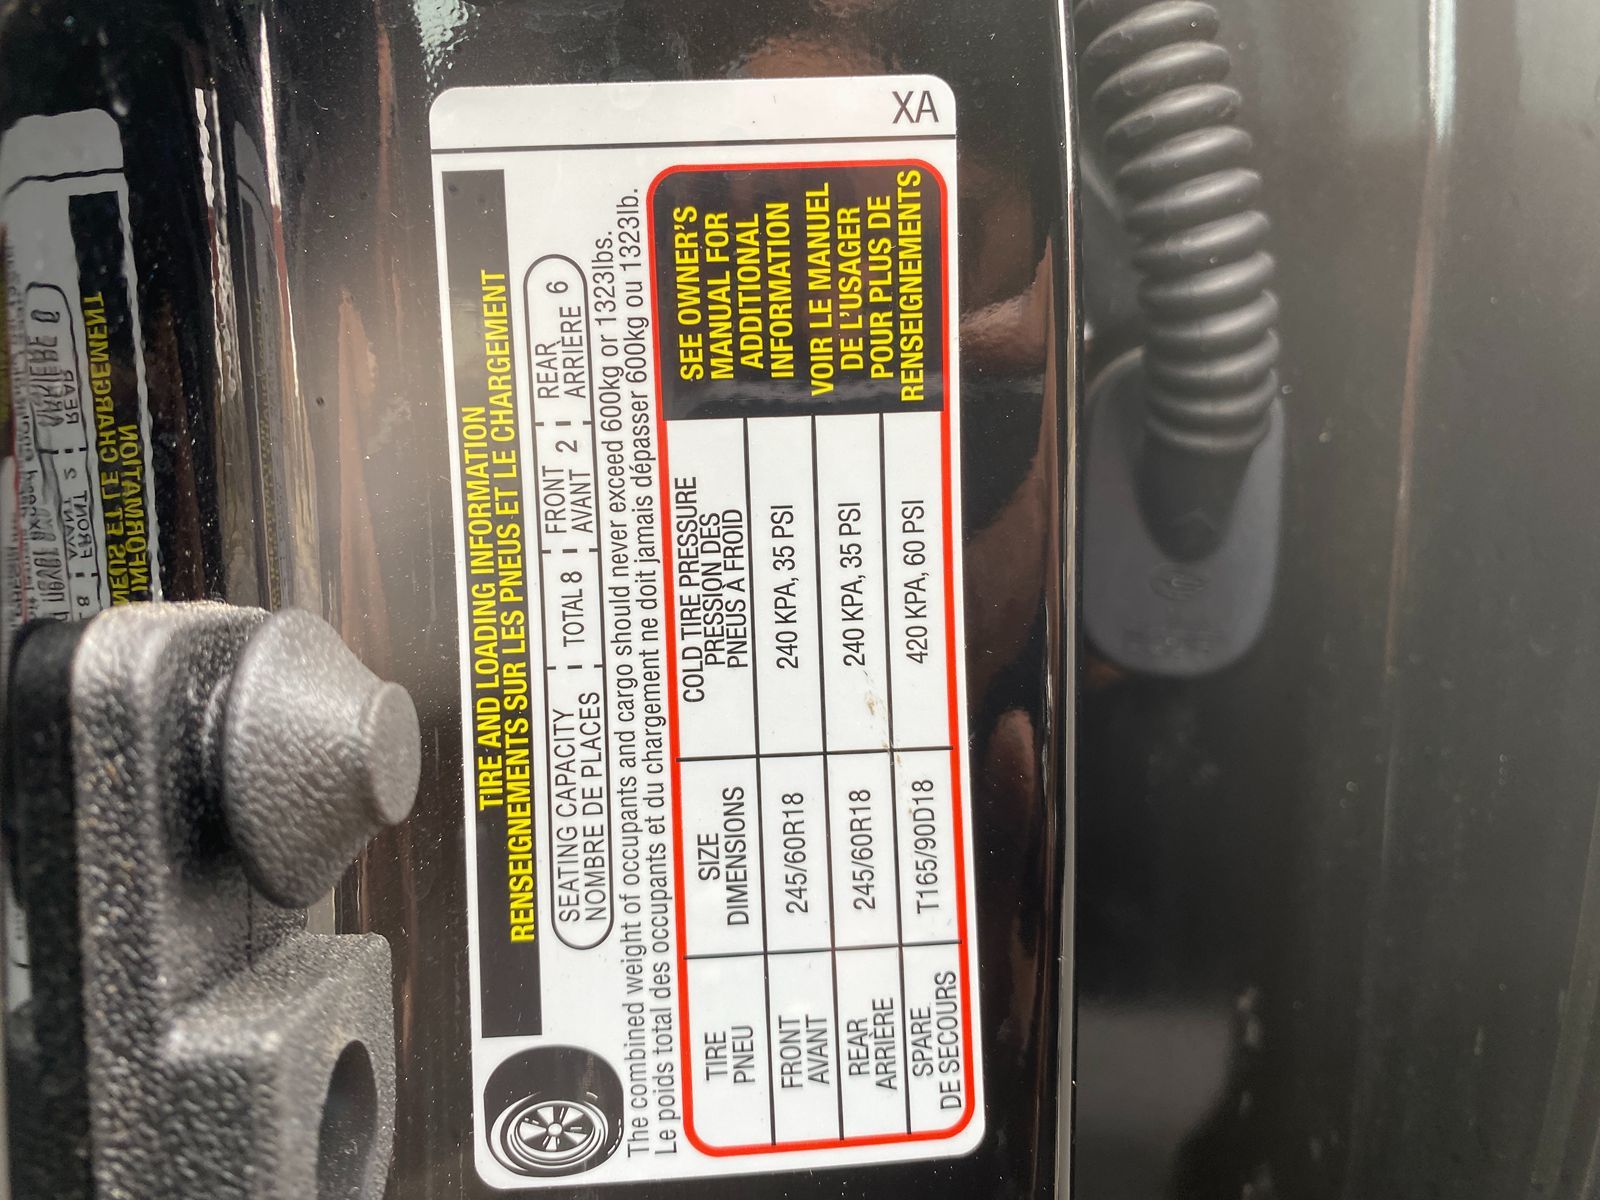 TIRE AND LOADING INFORMATION
RENSEIGNEMENTS SUR LES PNEUS ET LE CHARGEMENT
SEATING CAPACITY
NOMBRE DE PLACES
TOTAL 8
FRONT
AVANT 2
REAR
ARRIÈRE 6
The combined weight of occupants and cargo should never exceed 600kg or 1323lbs.
Le poids total des occupants et du chargement ne doit jamais dépasser 600kg ou 1323lb.
TIRE
PNEU
SIZE
DIMENSIONS
COLD TIRE PRESSURE
PRESSION DES
PNEUS À FROID
FRONT
AVANT
245/60R18
240 KPA, 35 PSI
REAR
ARRIÈRE
245/60R18
240 KPA, 35 PSI
SPARE
DE SECOURS
T165/90D18
420 KPA, 60 PSI
SEE OWNER'S
MANUAL FOR
ADDITIONAL
INFORMATION
VOIR LE MANUEL
DE L'USAGER
POUR PLUS DE
RENSEIGNEMENTS
XA